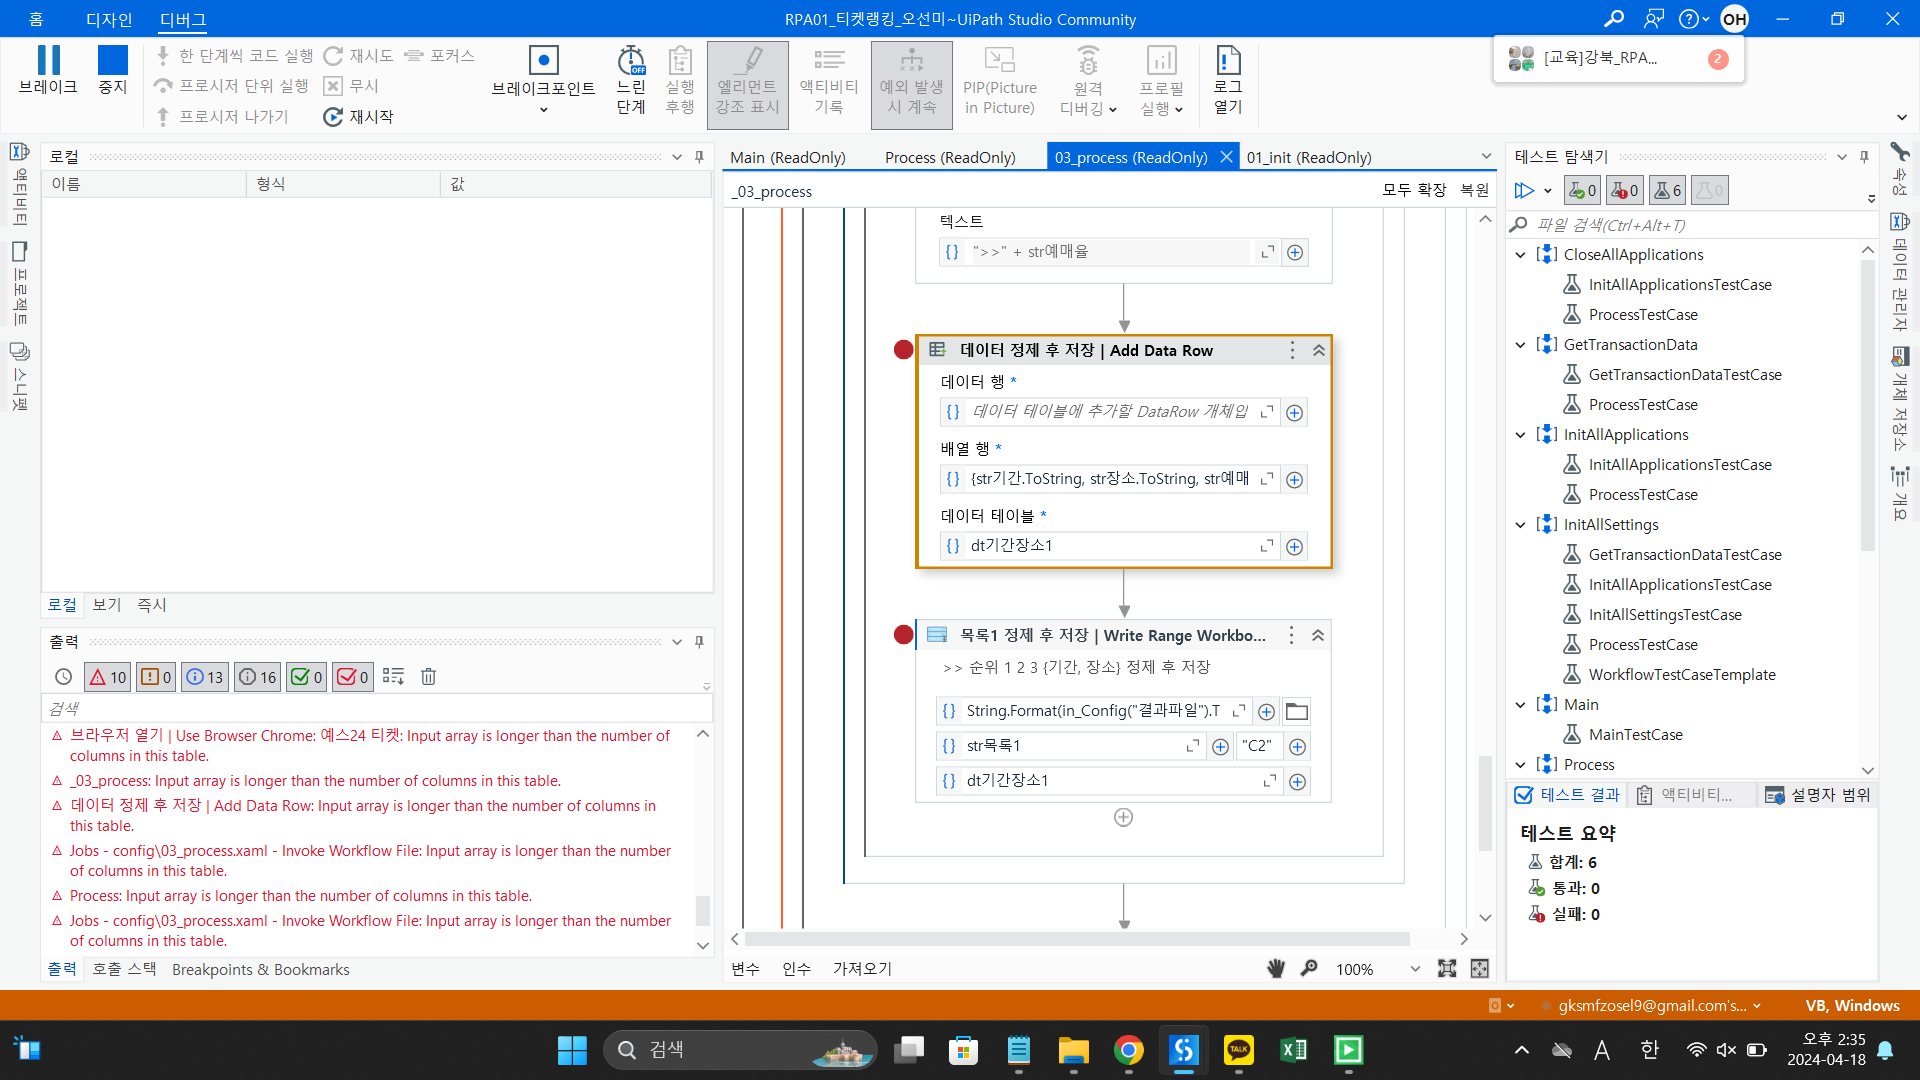 홈 디자인 디버그 RPA01_티켓랭킹_오선미~UiPath Studio Community OH
[교육]강북_RPA... 2
브레이크 중지 한 단계씩 코드 실행 재시도 포커스
프로시저 단위 실행 무시
프로시저 나가기 재시작
브레이크포인트
느린 단계
실행 후행
엘리먼트 강조 표시
액티비티 기록
예외 발생 시 계속
PIP(Picture in Picture)
원격 디버깅
프로필 실행
로그 열기
액티비티
프로젝트
스니펫
로컬
이름 형식 값
로컬 보기 즉시
출력
10 0 13 16 0 0
검색
브라우저 열기 | Use Browser Chrome: 예스24 티켓: Input array is longer than the number of
columns in this table.
_03_process: Input array is longer than the number of columns in this table.
데이터 정제 후 저장 | Add Data Row: Input array is longer than the number of columns in
this table.
Jobs - config\03_process.xaml - Invoke Workflow File: Input array is longer than the number
of columns in this table.
Process: Input array is longer than the number of columns in this table.
Jobs - config\03_process.xaml - Invoke Workflow File: Input array is longer than the number
of columns in this table.
출력 호출 스택 Breakpoints & Bookmarks
Main (ReadOnly) Process (ReadOnly) 03_process (ReadOnly) 01_init (ReadOnly)
_03_process 모두 확장 복원
텍스트
">>" + str예매율
데이터 정제 후 저장 | Add Data Row
데이터 행 *
데이터 테이블에 추가할 DataRow 개체입
배열 행 *
{str기간.ToString, str장소.ToString, str예매
데이터 테이블 *
dt기간장소1
목록1 정제 후 저장 | Write Range Workbo...
>> 순위 1 2 3 {기간, 장소} 정제 후 저장
String.Format(in_Config("결과파일").T
str목록1 "C2"
dt기간장소1
변수 인수 가져오기 100%
테스트 탐색기
0 0 6 0
파일 검색(Ctrl+Alt+T)
CloseAllApplications
InitAllApplicationsTestCase
ProcessTestCase
GetTransactionData
GetTransactionDataTestCase
ProcessTestCase
InitAllApplications
InitAllApplicationsTestCase
ProcessTestCase
InitAllSettings
GetTransactionDataTestCase
InitAllApplicationsTestCase
InitAllSettingsTestCase
ProcessTestCase
WorkflowTestCaseTemplate
Main
MainTestCase
Process
테스트 결과 액티비티... 설명자 범위
테스트 요약
합계: 6
통과: 0
실패: 0
속성
데이터 관리자
개체 저장소
개요
gksmfzosel9@gmail.com's... VB, Windows
검색
TALK
A 한 오후 2:35
2024-04-18